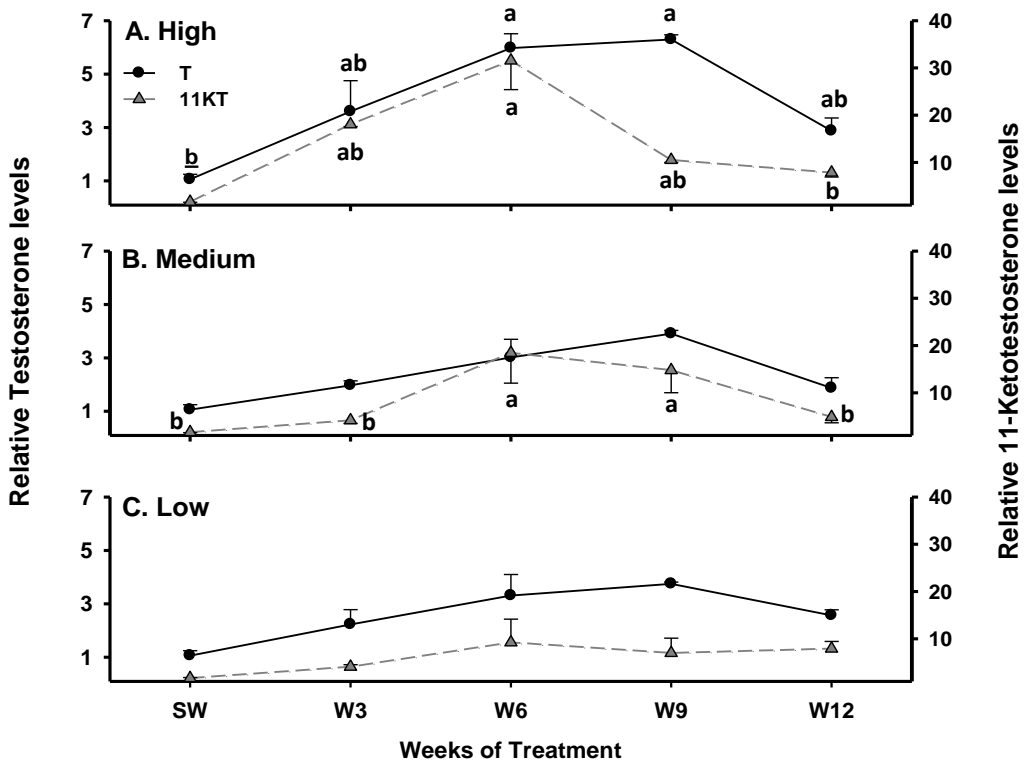 Relative Testosterone levels
Relative 11-Ketotestosterone levels
A. High
T
11KT
7
5
3
1
40
30
20
10
b
ab
ab
a
a
a
ab
ab
b
B. Medium
7
5
3
1
40
30
20
10
b
b
a
a
b
C. Low
7
5
3
1
40
30
20
10
SW W3 W6 W9 W12
Weeks of Treatment